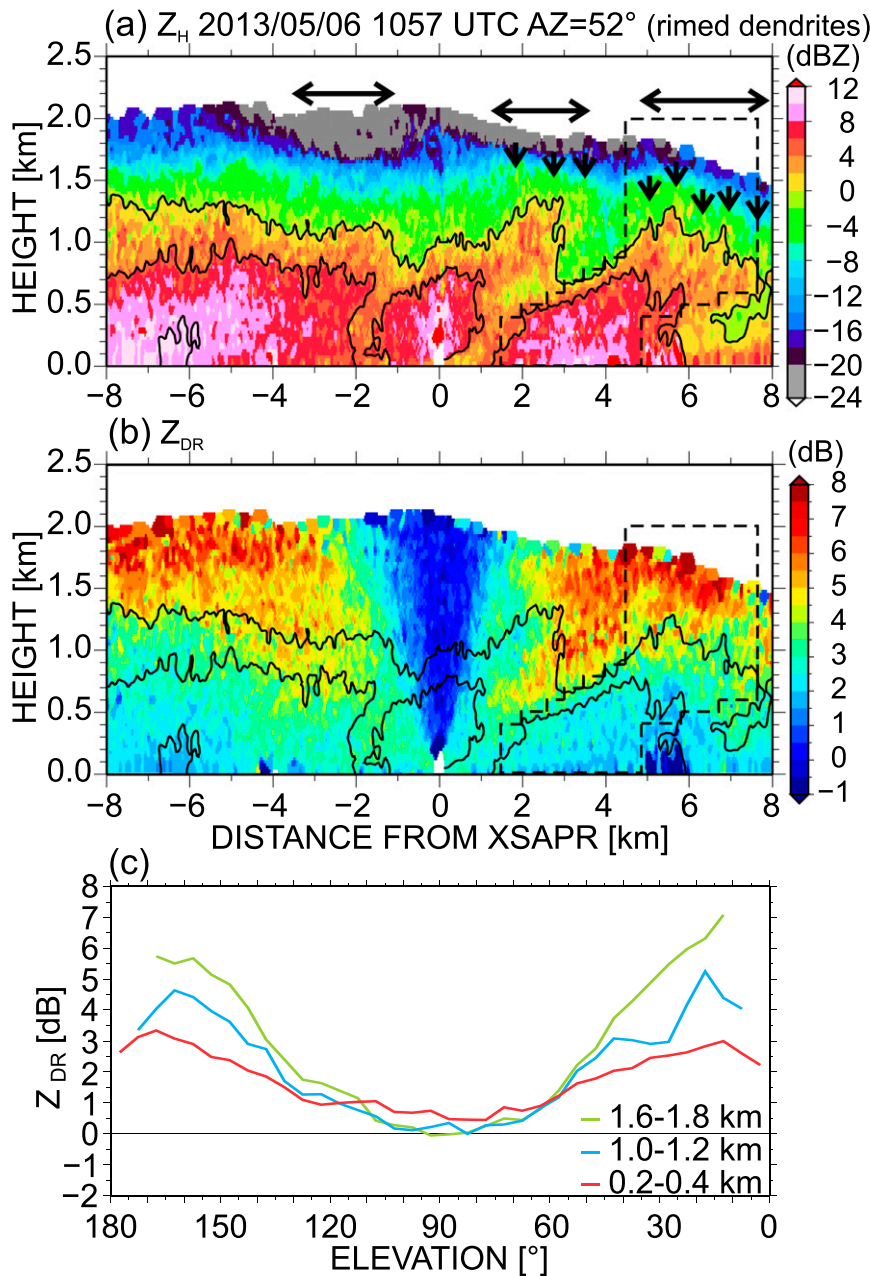 (a) ZH 2013/05/06 1057 UTC AZ=52° (rimed dendrites)
(dBZ)
2.5
2.0
1.5
1.0
0.5
0.0
HEIGHT [km]
−8 −6 −4 −2 0 2 4 6 8
12
8
4
0
−4
−8
−12
−16
−20
−24
(b) ZDR
(dB)
2.5
2.0
1.5
1.0
0.5
0.0
HEIGHT [km]
−8 −6 −4 −2 0 2 4 6 8
DISTANCE FROM XSAPR [km]
8
7
6
5
4
3
2
1
0
−1
(c)
8
7
6
5
4
3
2
1
0
−1
−2
ZDR [dB]
1.6-1.8 km
1.0-1.2 km
0.2-0.4 km
180 150 120 90 60 30 0
ELEVATION [°]